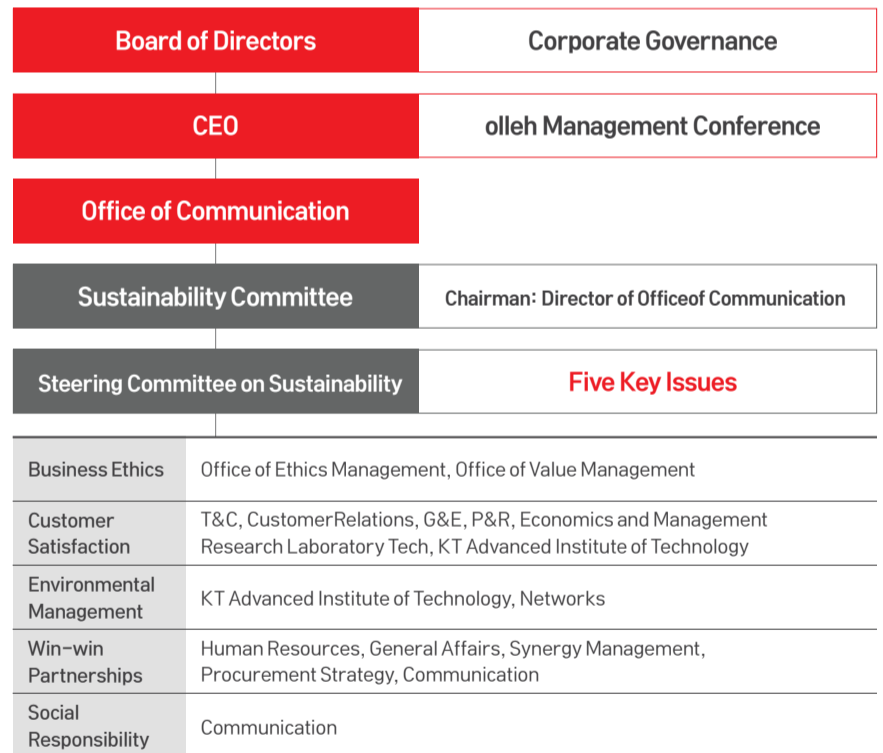 Board of Directors
Corporate Governance
CEO
olleh Management Conference
Office of Communication
Sustainability Committee
Chairman: Director of Officeof Communication
Steering Committee on Sustainability
Five Key Issues
Business Ethics
Office of Ethics Management, Office of Value Management
Customer
Satisfaction
T&C, CustomerRelations, G&E, P&R, Economics and Management
Research Laboratory Tech, KT Advanced Institute of Technology
Environmental
Management
KT Advanced Institute of Technology, Networks
Win-win
Partnerships
Human Resources, General Affairs, Synergy Management,
Procurement Strategy, Communication
Social
Responsibility
Communication